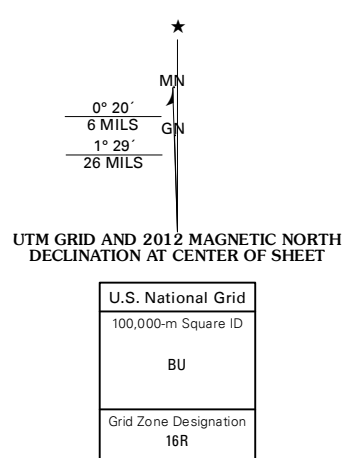 ★
MN
0° 20´
6 MILS
GN
1° 29´
26 MILS
UTM GRID AND 2012 MAGNETIC NORTH
DECLINATION AT CENTER OF SHEET
U.S. National Grid
100,000-m Square ID
BU
Grid Zone Designation
16R